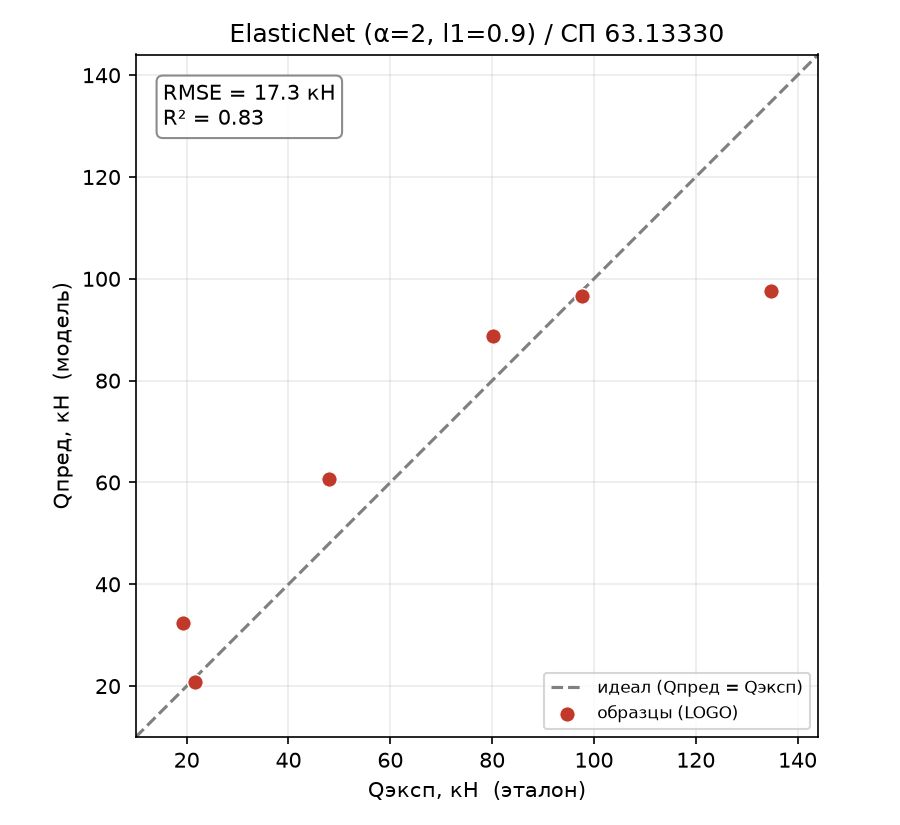 ElasticNet (α=2, l1=0.9) / СП 63.13330
RMSE = 17.3 кН
R² = 0.83
140
120
100
80
60
40
20
Qпред, кН  (модель)
идеал (Qпред = Qэксп)
образцы (LOGO)
20 40 60 80 100 120 140
Qэксп, кН  (эталон)